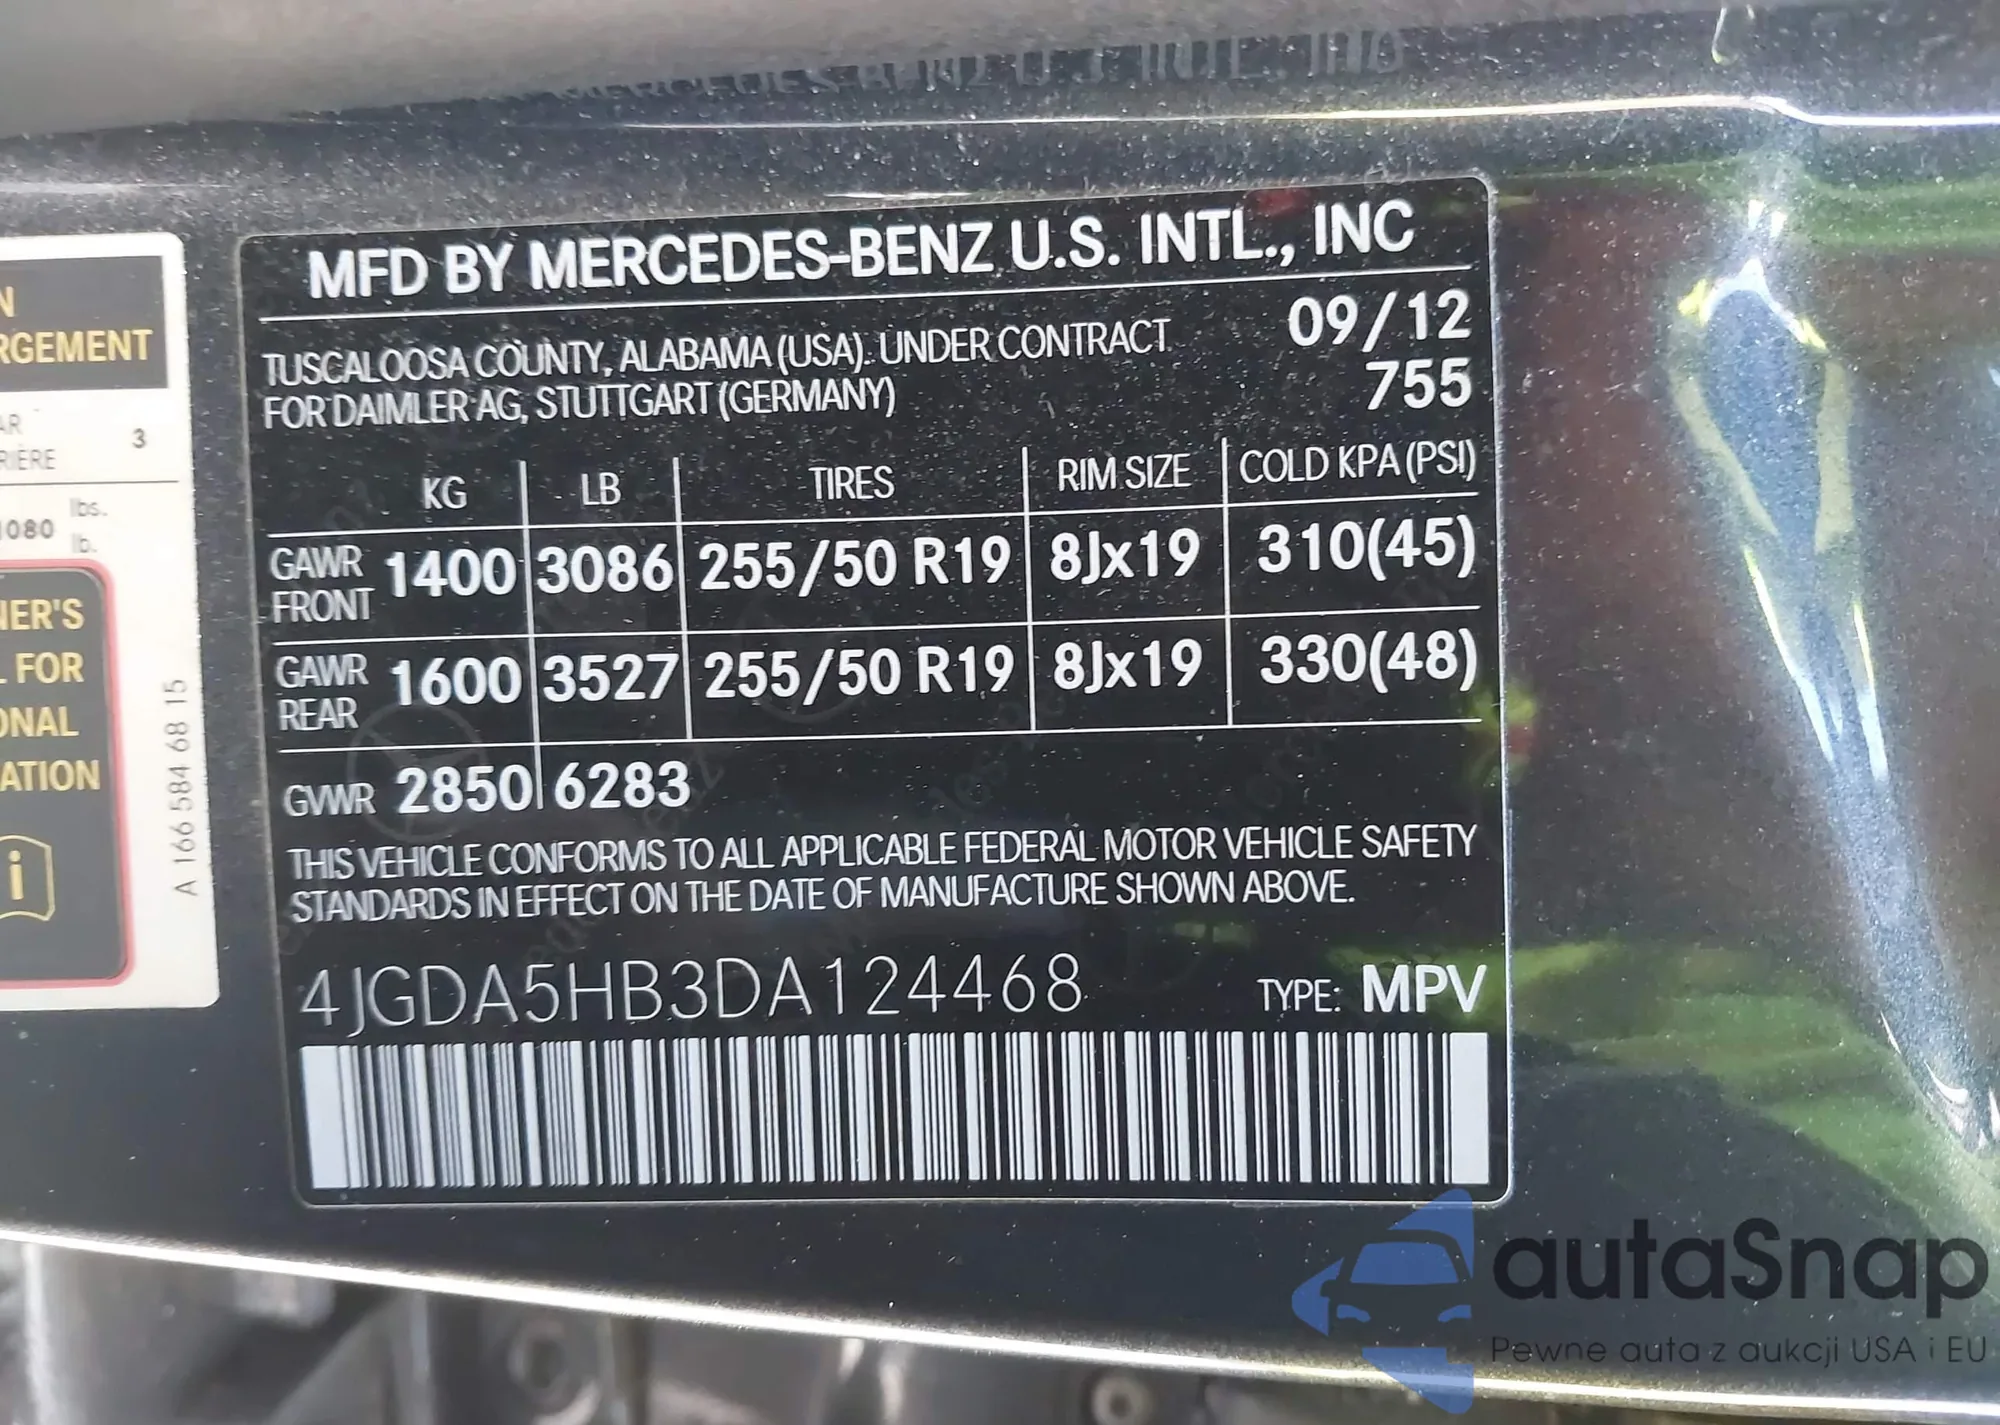 MFD BY MERCEDES-BENZ U.S. INTL., INC
TUSCALOOSA COUNTY, ALABAMA (USA). UNDER CONTRACT
FOR DAIMLER AG, STUTTGART (GERMANY)
09/12
755
KG LB TIRES RIM SIZE COLD KPA (PSI)
GAWR FRONT 1400 3086 255/50 R19 8Jx19 310(45)
GAWR REAR 1600 3527 255/50 R19 8Jx19 330(48)
GVWR 2850 6283
THIS VEHICLE CONFORMS TO ALL APPLICABLE FEDERAL MOTOR VEHICLE SAFETY
STANDARDS IN EFFECT ON THE DATE OF MANUFACTURE SHOWN ABOVE.
4JGDA5HB3DA124468 TYPE: MPV
3
lbs.
lb.
FOR
A 166 584 68 15
autaSnap
Pewne auta z aukcji USA i EU